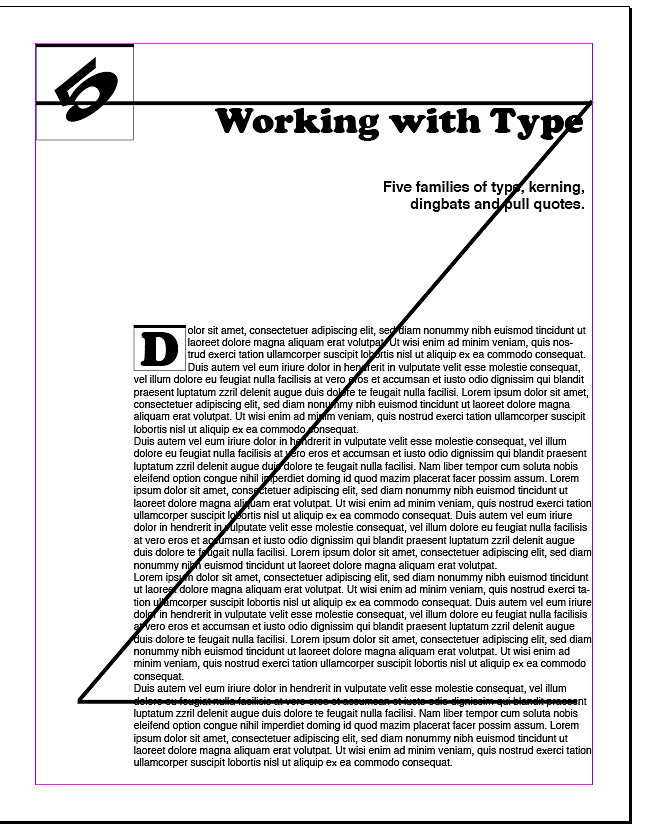 5
Working with Type
Five families of type, kerning,
dingbats and pull quotes.
Dolor sit amet, consectetuer adipiscing elit, sed diam nonummy nibh euismod tincidunt ut
laoreet dolore magna aliquam erat volutpat. Ut wisi enim ad minim veniam, quis nos-
trud exerci tation ullamcorper suscipit lobortis nisl ut aliquip ex ea commodo consequat.
Duis autem vel eum iriure dolor in hendrerit in vulputate velit esse molestie consequat,
vel illum dolore eu feugiat nulla facilisis at vero eros et accumsan et iusto odio dignissim qui blandit
praesent luptatum zzril delenit augue duis dolore te feugait nulla facilisi. Lorem ipsum dolor sit amet,
consectetuer adipiscing elit, sed diam nonummy nibh euismod tincidunt ut laoreet dolore magna
aliquam erat volutpat. Ut wisi enim ad minim veniam, quis nostrud exerci tation ullamcorper suscipit
lobortis nisl ut aliquip ex ea commodo consequat.
Duis autem vel eum iriure dolor in hendrerit in vulputate velit esse molestie consequat, vel illum
dolore eu feugiat nulla facilisis at vero eros et accumsan et iusto odio dignissim qui blandit praesent
luptatum zzril delenit augue duis dolore te feugait nulla facilisi. Nam liber tempor cum soluta nobis
eleifend option congue nihil imperdiet doming id quod mazim placerat facer possim assum. Lorem
ipsum dolor sit amet, consectetuer adipiscing elit, sed diam nonummy nibh euismod tincidunt ut
laoreet dolore magna aliquam erat volutpat. Ut wisi enim ad minim veniam, quis nostrud exerci tation
ullamcorper suscipit lobortis nisl ut aliquip ex ea commodo consequat. Duis autem vel eum iriure
dolor in hendrerit in vulputate velit esse molestie consequat, vel illum dolore eu feugiat nulla facilisis
at vero eros et accumsan et iusto odio dignissim qui blandit praesent luptatum zzril delenit augue
duis dolore te feugait nulla facilisi. Lorem ipsum dolor sit amet, consectetuer adipiscing elit, sed diam
nonummy nibh euismod tincidunt ut laoreet dolore magna aliquam erat volutpat.
Lorem ipsum dolor sit amet, consectetuer adipiscing elit, sed diam nonummy nibh euismod tincidunt
ut laoreet dolore magna aliquam erat volutpat. Ut wisi enim ad minim veniam, quis nostrud exerci ta-
tion ullamcorper suscipit lobortis nisl ut aliquip ex ea commodo consequat. Duis autem vel eum iriure
dolor in hendrerit in vulputate velit esse molestie consequat, vel illum dolore eu feugiat nulla facilisis
at vero eros et accumsan et iusto odio dignissim qui blandit praesent luptatum zzril delenit augue
duis dolore te feugait nulla facilisi. Lorem ipsum dolor sit amet, consectetuer adipiscing elit, sed diam
nonummy nibh euismod tincidunt ut laoreet dolore magna aliquam erat volutpat. Ut wisi enim ad
minim veniam, quis nostrud exerci tation ullamcorper suscipit lobortis nisl ut aliquip ex ea commodo
consequat.
Duis autem vel eum iriure dolor in hendrerit in vulputate velit esse molestie consequat, vel illum
dolore eu feugiat nulla facilisis at vero eros et accumsan et iusto odio dignissim qui blandit praesent
luptatum zzril delenit augue duis dolore te feugait nulla facilisi. Nam liber tempor cum soluta nobis
eleifend option congue nihil imperdiet doming id quod mazim placerat facer possim assum. Lorem
ipsum dolor sit amet, consectetuer adipiscing elit, sed diam nonummy nibh euismod tincidunt ut
laoreet dolore magna aliquam erat volutpat. Ut wisi enim ad minim veniam, quis nostrud exerci tation
ullamcorper suscipit lobortis nisl ut aliquip ex ea commodo consequat.